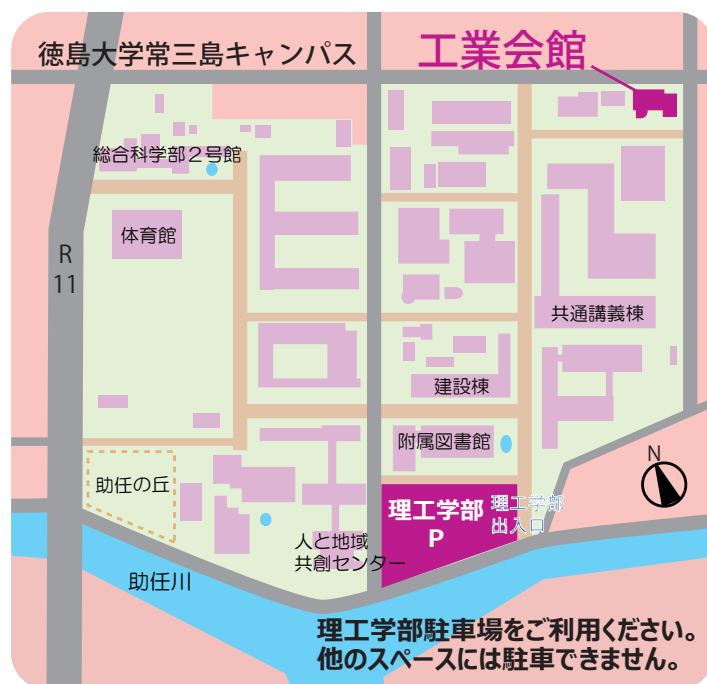 徳島大学常三島キャンパス
工業会館
総合科学部２号館
体育館
R
11
共通講義棟
建設棟
附属図書館
N
助任の丘
理工学部
P
理工学部
出入口
人と地域
共創センター
助任川
理工学部駐車場をご利用ください。
他のスペースには駐車できません。